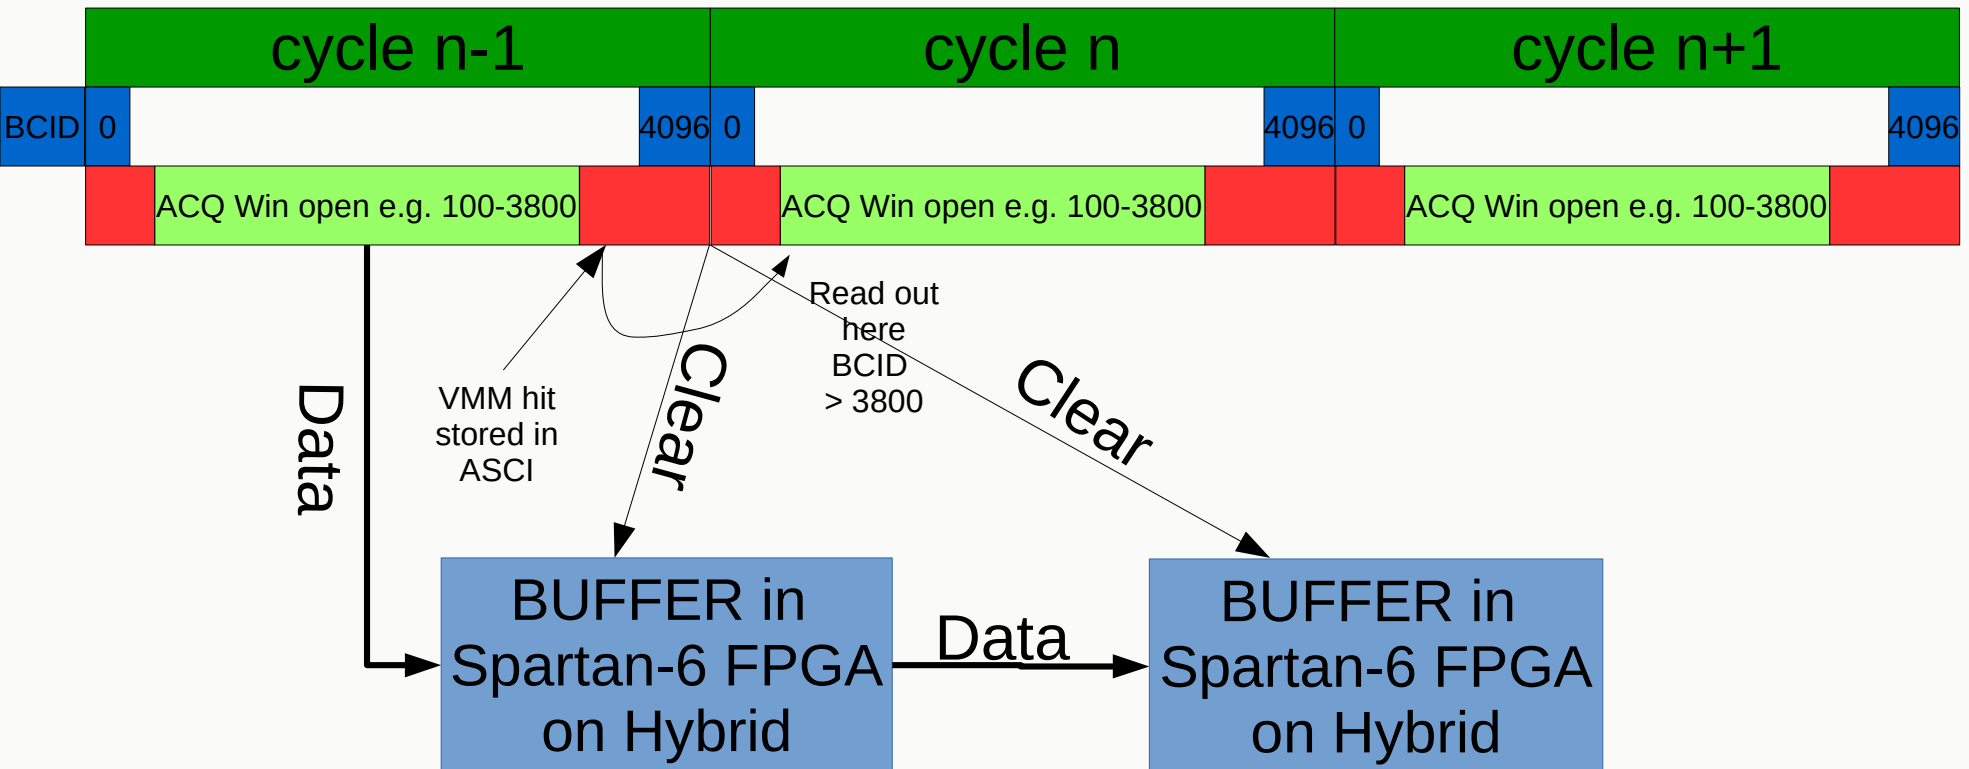 cycle n-1
cycle n
cycle n+1
BCID
0
4096
0
4096
0
4096
ACQ Win open e.g. 100-3800
ACQ Win open e.g. 100-3800
ACQ Win open e.g. 100-3800
Read out
here
BCID
> 3800
VMM hit
stored in
ASCI
Data
Clear
Clear
BUFFER in
Spartan-6 FPGA
on Hybrid
Data
BUFFER in
Spartan-6 FPGA
on Hybrid